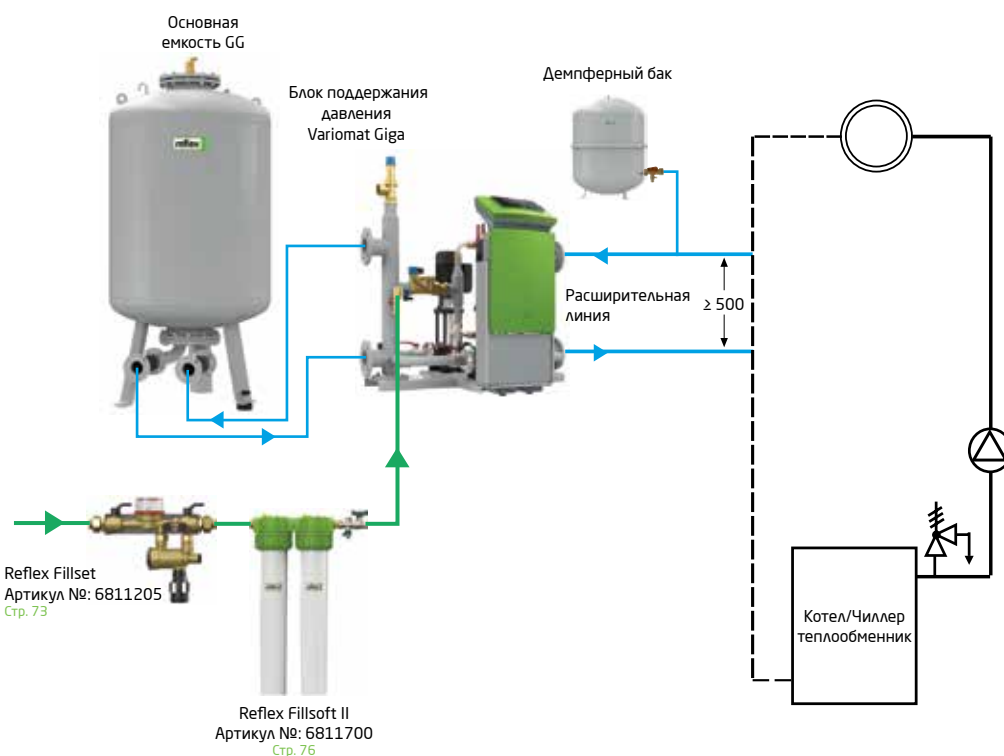 Основная
емкость GG
Блок поддержания
давления
Variomat Giga
Демпферный бак
reflex
Расширительная
линия
≥ 500
Reflex Fillset
Артикул №: 6811205
Стр. 73
Котел/Чиллер
теплообменник
Reflex Fillsoft II
Артикул №: 6811700
Стр. 76